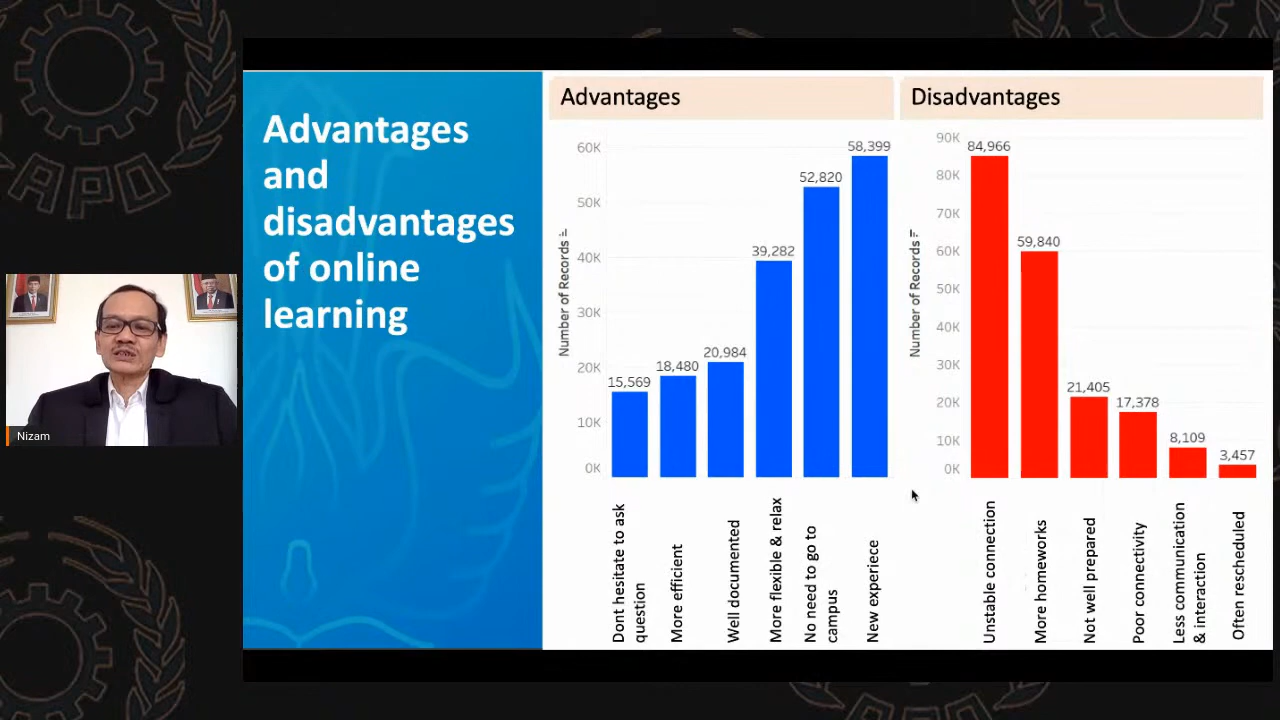 APO
Nizam
Advantages
and
disadvantages
of online
learning
Advantages
Number of Records
60K
50K
40K
30K
20K
10K
0K
15,569
18,480
20,984
39,282
52,820
58,399
Dont hesitate to ask
question
More efficient
Well documented
More flexible & relax
No need to go to
campus
New experiece
Disadvantages
Number of Records
90K
80K
70K
60K
50K
40K
30K
20K
10K
0K
84,966
59,840
21,405
17,378
8,109
3,457
Unstable connection
More homeworks
Not well prepared
Poor connectivity
Less communication
& interaction
Often rescheduled